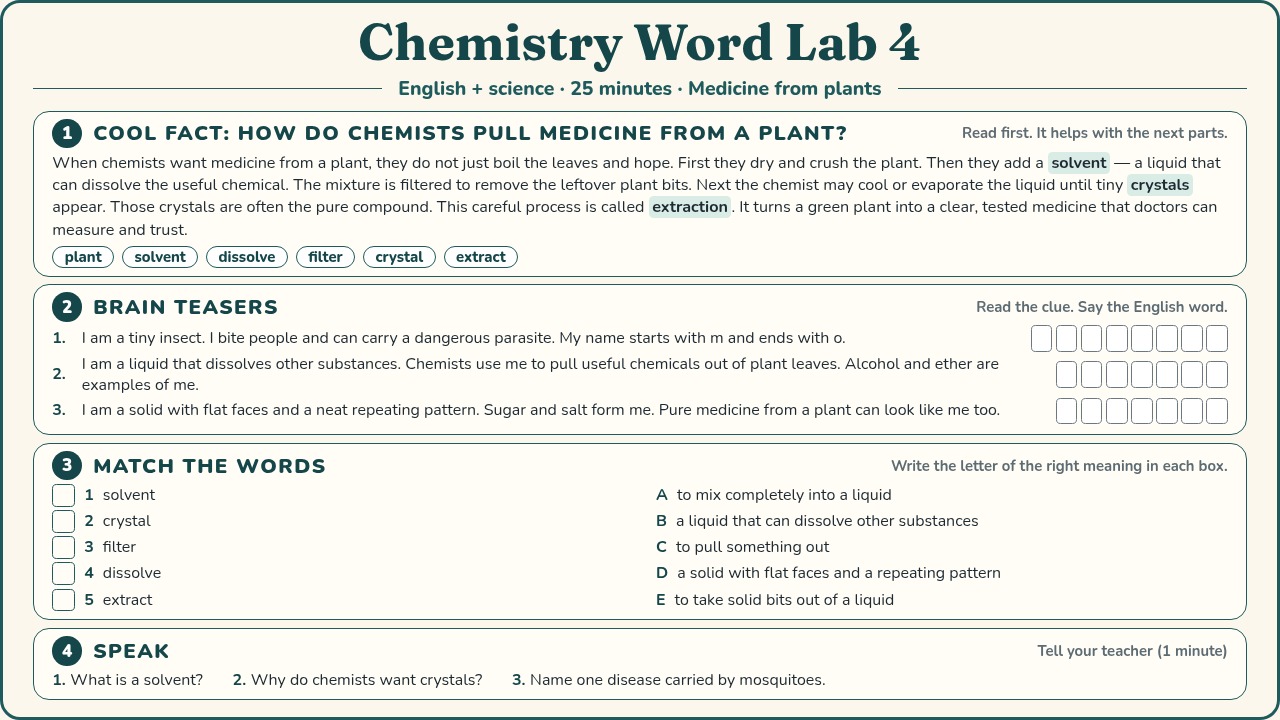 Chemistry Word Lab 4
English + science · 25 minutes · Medicine from plants
1 COOL FACT: HOW DO CHEMISTS PULL MEDICINE FROM A PLANT? Read first. It helps with the next parts.
When chemists want medicine from a plant, they do not just boil the leaves and hope. First they dry and crush the plant. Then they add a solvent — a liquid that
can dissolve the useful chemical. The mixture is filtered to remove the leftover plant bits. Next the chemist may cool or evaporate the liquid until tiny crystals
appear. Those crystals are often the pure compound. This careful process is called extraction. It turns a green plant into a clear, tested medicine that doctors can
measure and trust.
plant solvent dissolve filter crystal extract
2 BRAIN TEASERS Read the clue. Say the English word.
1. I am a tiny insect. I bite people and can carry a dangerous parasite. My name starts with m and ends with o.
2. I am a liquid that dissolves other substances. Chemists use me to pull useful chemicals out of plant leaves. Alcohol and ether are
examples of me.
3. I am a solid with flat faces and a neat repeating pattern. Sugar and salt form me. Pure medicine from a plant can look like me too.
3 MATCH THE WORDS Write the letter of the right meaning in each box.
1 solvent A to mix completely into a liquid
2 crystal B a liquid that can dissolve other substances
3 filter C to pull something out
4 dissolve D a solid with flat faces and a repeating pattern
5 extract E to take solid bits out of a liquid
4 SPEAK Tell your teacher (1 minute)
1. What is a solvent? 2. Why do chemists want crystals? 3. Name one disease carried by mosquitoes.